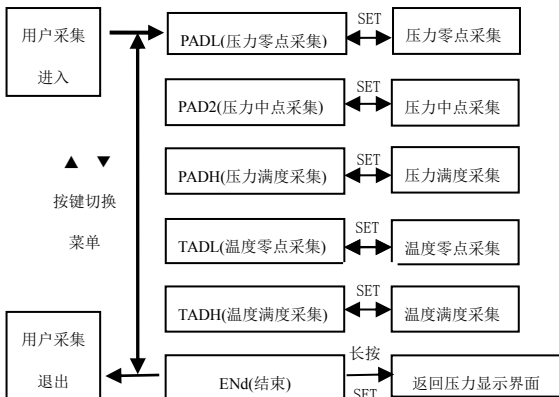 用户采集
进入
PADL(压力零点采集)
SET
压力零点采集
PAD2(压力中点采集)
SET
压力中点采集
▲ ▼
按键切换
菜单
PADH(压力满度采集)
SET
压力满度采集
TADL(温度零点采集)
SET
温度零点采集
TADH(温度满度采集)
SET
温度满度采集
用户采集
退出
ENd(结束)
长按
SET
返回压力显示界面